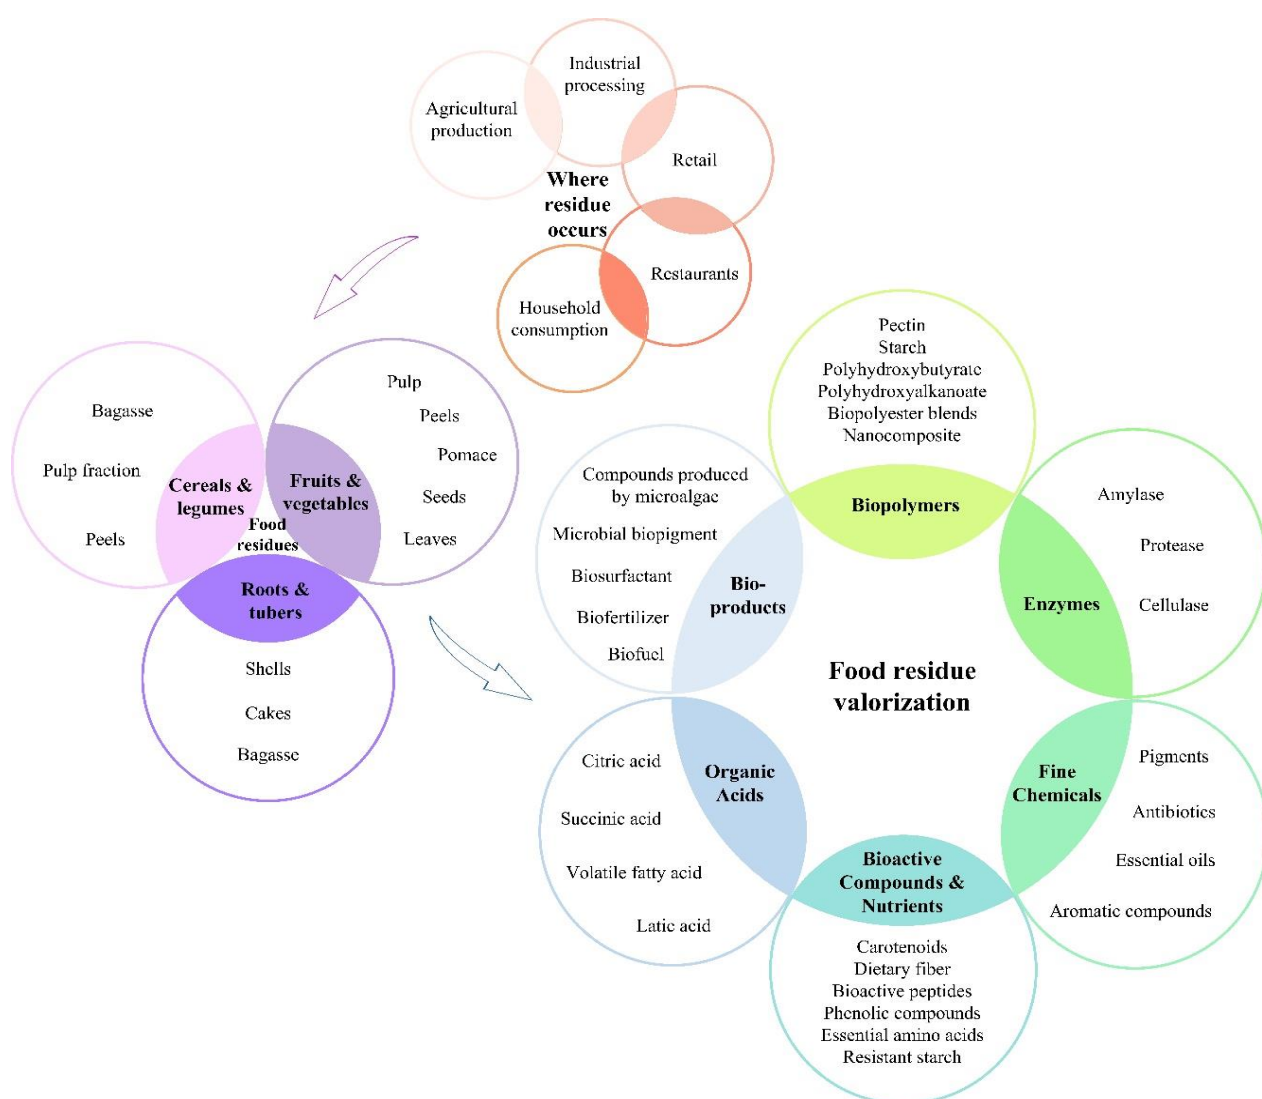 Industrial
processing
Agricultural
production
Retail
Where
residue
occurs
Restaurants
Household
consumption
Bagasse
Pulp fraction
Peels
Cereals &
legumes
Fruits &
vegetables
Pulp
Peels
Pomace
Seeds
Leaves
Food
residues
Roots &
tubers
Shells
Cakes
Bagasse
Pectin
Starch
Polyhydroxybutyrate
Polyhydroxyalkanoate
Biopolyester blends
Nanocomposite
Biopolymers
Compounds produced
by microalgae
Microbial biopigment
Biosurfactant
Biofertilizer
Biofuel
Bio-
products
Amylase
Protease
Cellulase
Enzymes
Food residue
valorization
Citric acid
Succinic acid
Volatile fatty acid
Latic acid
Organic
Acids
Fine
Chemicals
Pigments
Antibiotics
Essential oils
Aromatic compounds
Bioactive
Compounds &
Nutrients
Carotenoids
Dietary fiber
Bioactive peptides
Phenolic compounds
Essential amino acids
Resistant starch